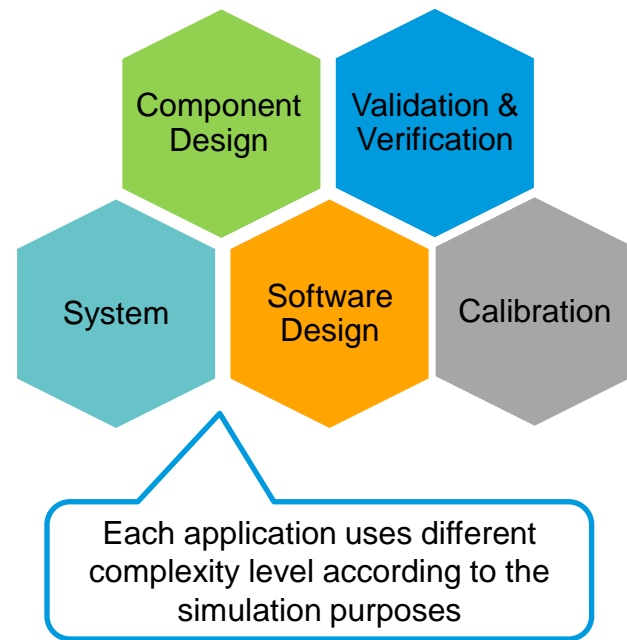 Component
Design
Validation &
Verification
System
Software
Design
Calibration
Each application uses different
complexity level according to the
simulation purposes